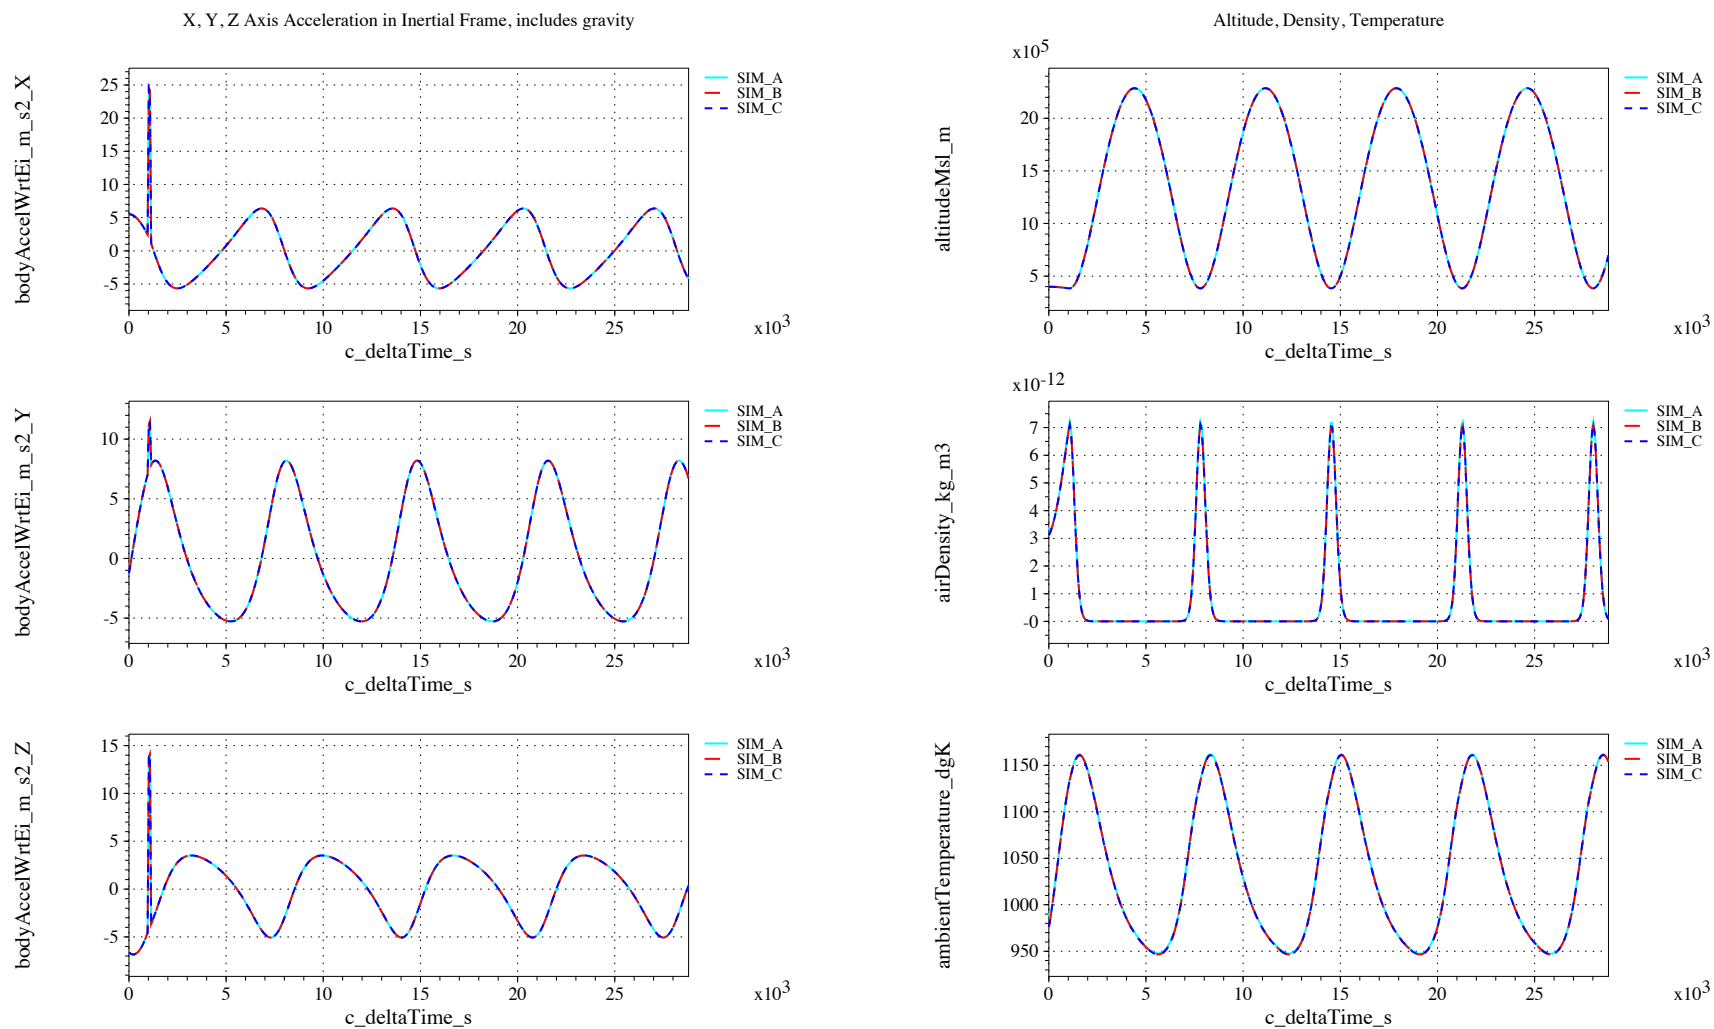 X, Y, Z Axis Acceleration in Inertial Frame, includes gravity
bodyAccelWrtEi_m_s2_X
25
20
15
10
5
0
-5
0 5 10 15 20 25
x10^3
c_deltaTime_s
SIM_A
SIM_B
SIM_C
bodyAccelWrtEi_m_s2_Y
10
5
0
-5
0 5 10 15 20 25
x10^3
c_deltaTime_s
SIM_A
SIM_B
SIM_C
bodyAccelWrtEi_m_s2_Z
15
10
5
0
-5
0 5 10 15 20 25
x10^3
c_deltaTime_s
SIM_A
SIM_B
SIM_C
Altitude, Density, Temperature
x10^5
altitudeMsl_m
20
15
10
5
0 5 10 15 20 25
x10^3
c_deltaTime_s
SIM_A
SIM_B
SIM_C
x10^-12
airDensity_kg_m3
7
6
5
4
3
2
1
-0
0 5 10 15 20 25
x10^3
c_deltaTime_s
SIM_A
SIM_B
SIM_C
ambientTemperature_dgK
1150
1100
1050
1000
950
0 5 10 15 20 25
x10^3
c_deltaTime_s
SIM_A
SIM_B
SIM_C